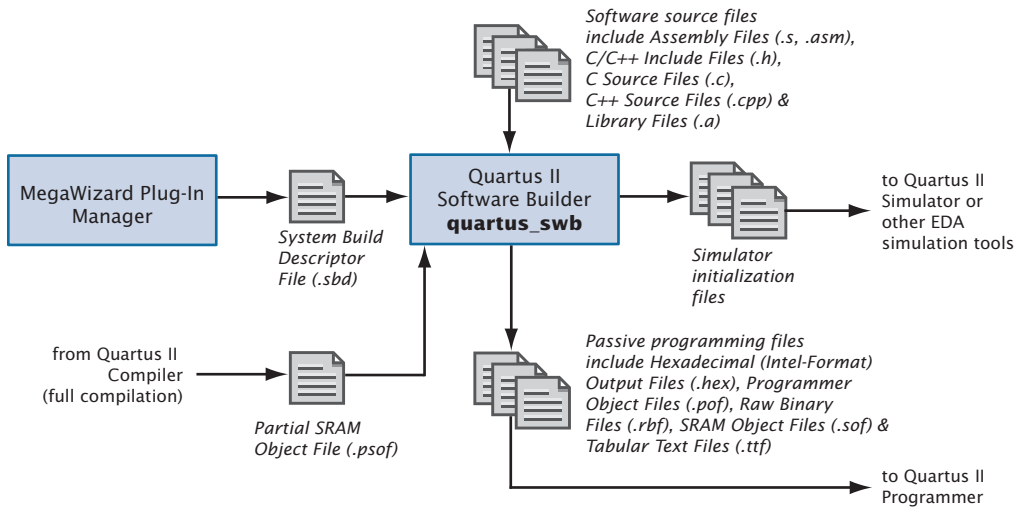 Software source files
include Assembly Files (.s, .asm),
C/C++ Include Files (.h),
C Source Files (.c),
C++ Source Files (.cpp) &
Library Files (.a)
MegaWizard Plug-In
Manager
System Build
Descriptor
File (.sbd)
Quartus II
Software Builder
quartus_swb
Simulator
initialization
files
to Quartus II
Simulator or
other EDA
simulation tools
from Quartus II
Compiler
(full compilation)
Partial SRAM
Object File (.psof)
Passive programming files
include Hexadecimal (Intel-Format)
Output Files (.hex), Programmer
Object Files (.pof), Raw Binary
Files (.rbf), SRAM Object Files (.sof) &
Tabular Text Files (.ttf)
to Quartus II
Programmer